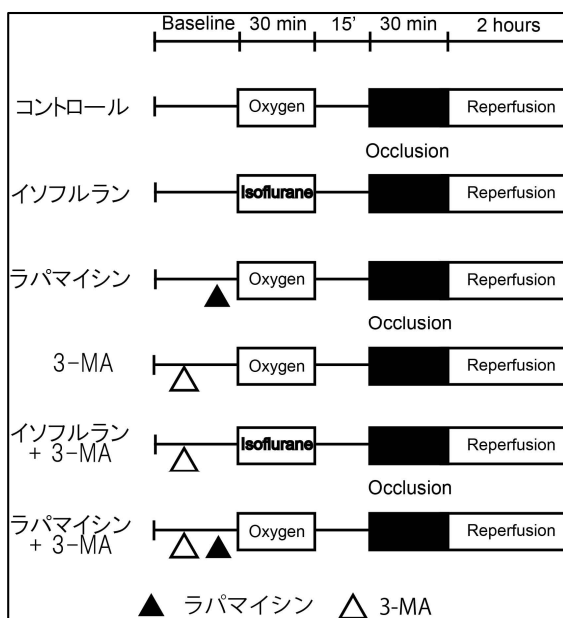 Baseline 30 min 15' 30 min 2 hours
コントロール Oxygen Reperfusion
Occlusion
イソフルラン Isoflurane Reperfusion
ラパマイシン Oxygen Reperfusion
Occlusion
3-MA Oxygen Reperfusion
イソフルラン
+ 3-MA Isoflurane Reperfusion
Occlusion
ラパマイシン
+ 3-MA Oxygen Reperfusion
ラパマイシン 3-MA